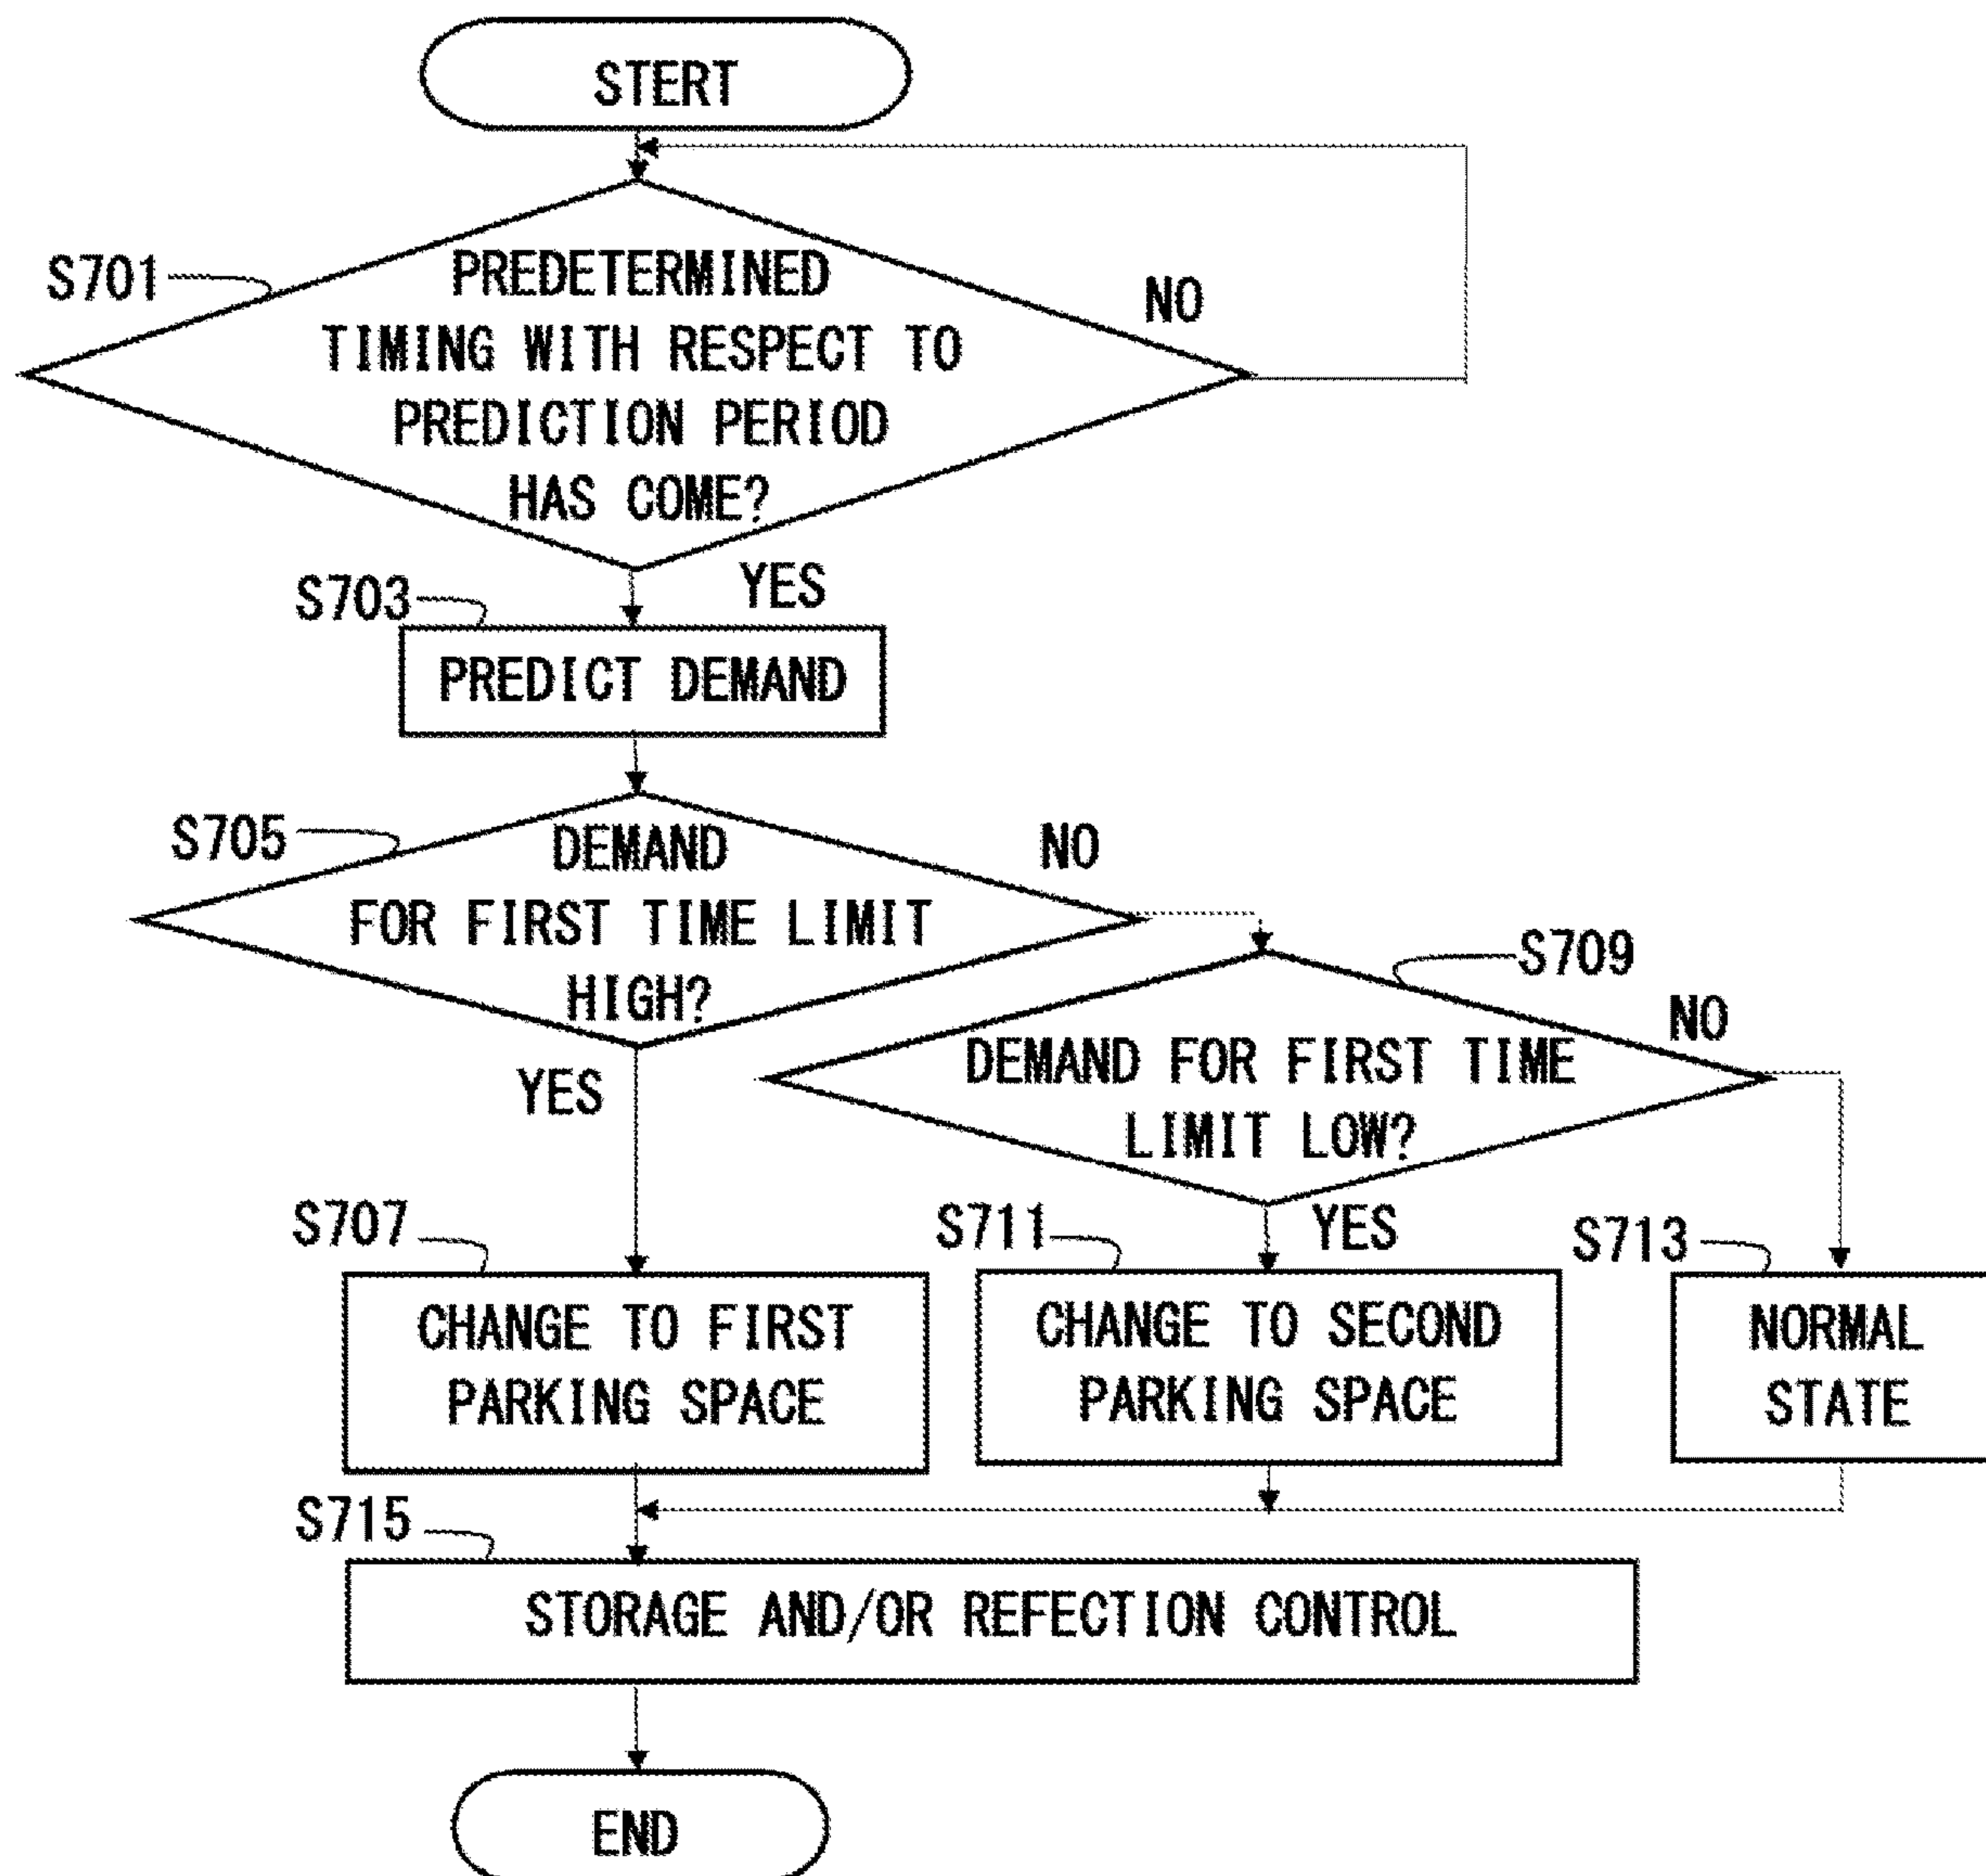 STERT
S701
PREDETERMINED
TIMING WITH RESPECT TO
PREDICTION PERIOD
HAS COME?
NO
YES
S703
PREDICT DEMAND
S705
DEMAND
FOR FIRST TIME LIMIT
HIGH?
NO
YES
S709
DEMAND FOR FIRST TIME
LIMIT LOW?
NO
YES
S707
CHANGE TO FIRST
PARKING SPACE
S711
CHANGE TO SECOND
PARKING SPACE
S713
NORMAL
STATE
S715
STORAGE AND/OR REFECTION CONTROL
END